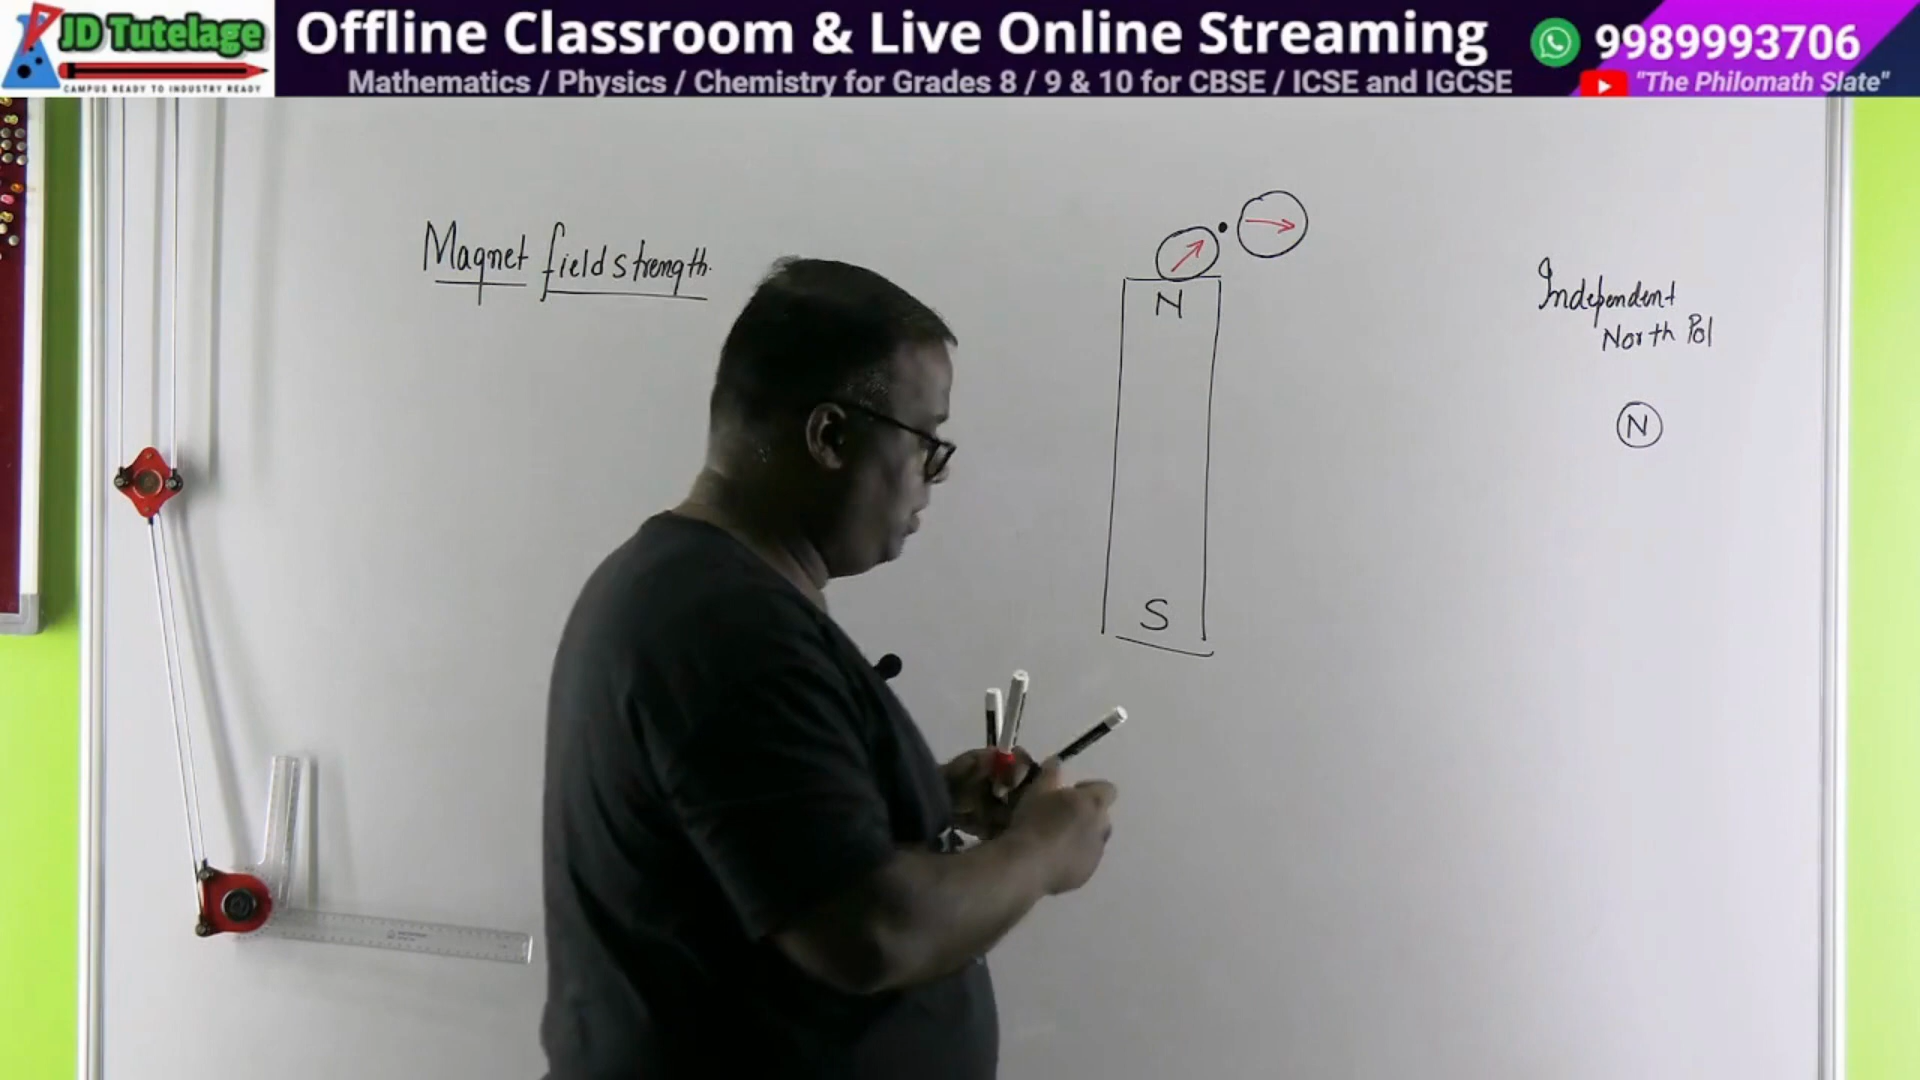 JD Tutelage
CAMPUS READY TO INDUSTRY READY
Offline Classroom & Live Online Streaming
Mathematics / Physics / Chemistry for Grades 8 / 9 & 10 for CBSE / ICSE and IGCSE
9989993706
"The Philomath Slate"
Magnet field strength.
N
S
Independent
North Pol
N